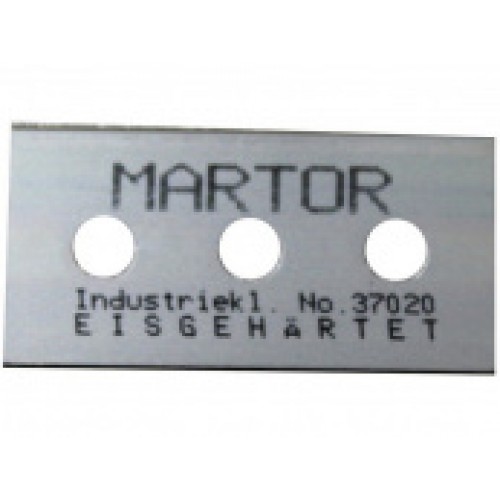 MARTOR
Industriekl. No.37020
EISGEHÄRTET